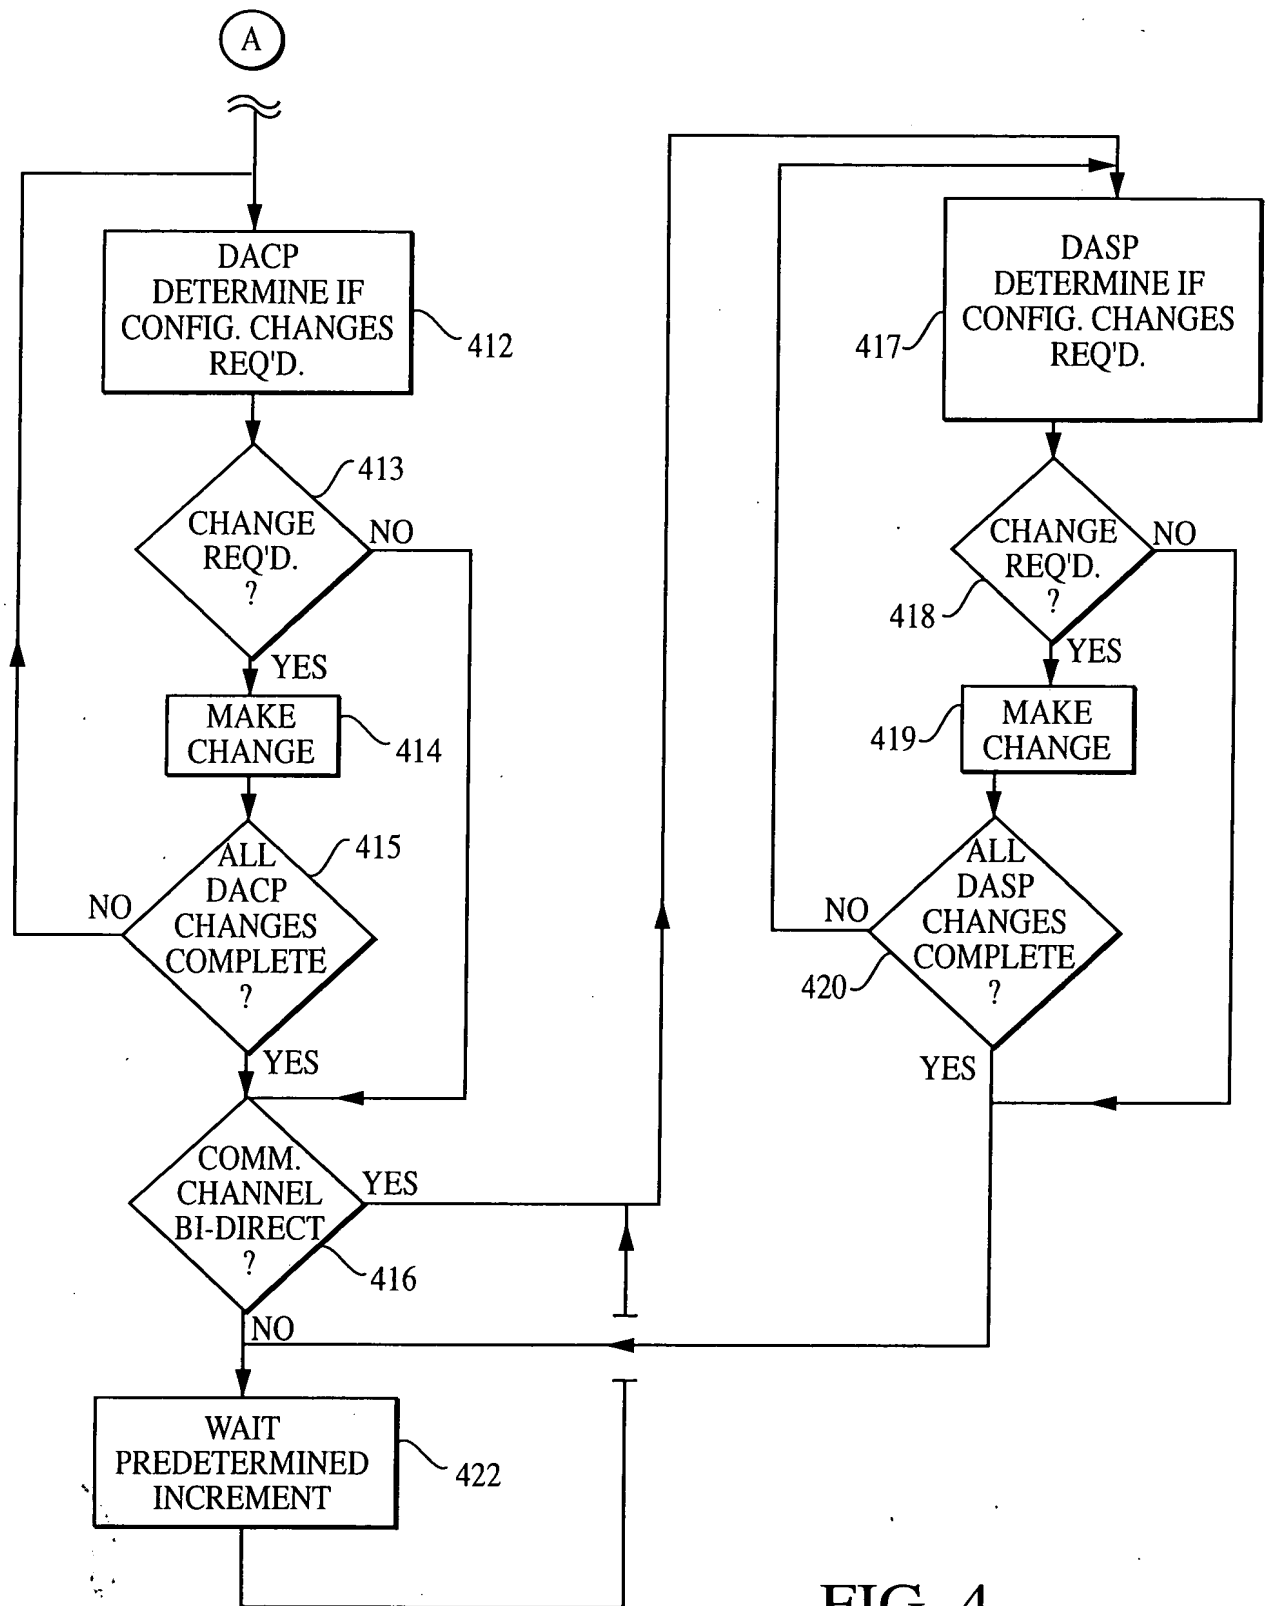 A
DACP
DETERMINE IF
CONFIG. CHANGES
REQ'D.
412
CHANGE
REQ'D.
?
413
NO
YES
MAKE
CHANGE
414
ALL
DACP
CHANGES
COMPLETE
?
415
NO
YES
COMM.
CHANNEL
BI-DIRECT
?
416
YES
NO
WAIT
PREDETERMINED
INCREMENT
422
DASP
DETERMINE IF
CONFIG. CHANGES
REQ'D.
417
CHANGE
REQ'D.
?
418
NO
YES
MAKE
CHANGE
419
ALL
DASP
CHANGES
COMPLETE
?
420
NO
YES
FIG. 4